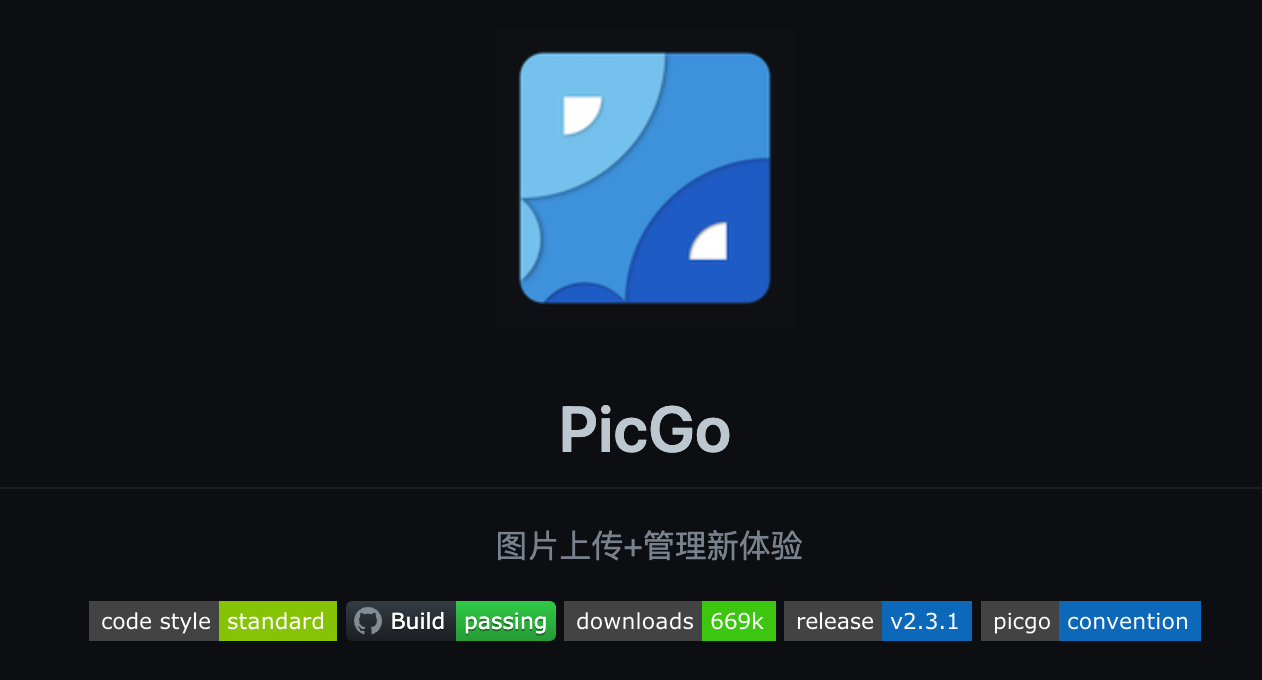 PicGo
图片上传+管理新体验
code style standard Build passing downloads 669k release v2.3.1 picgo convention